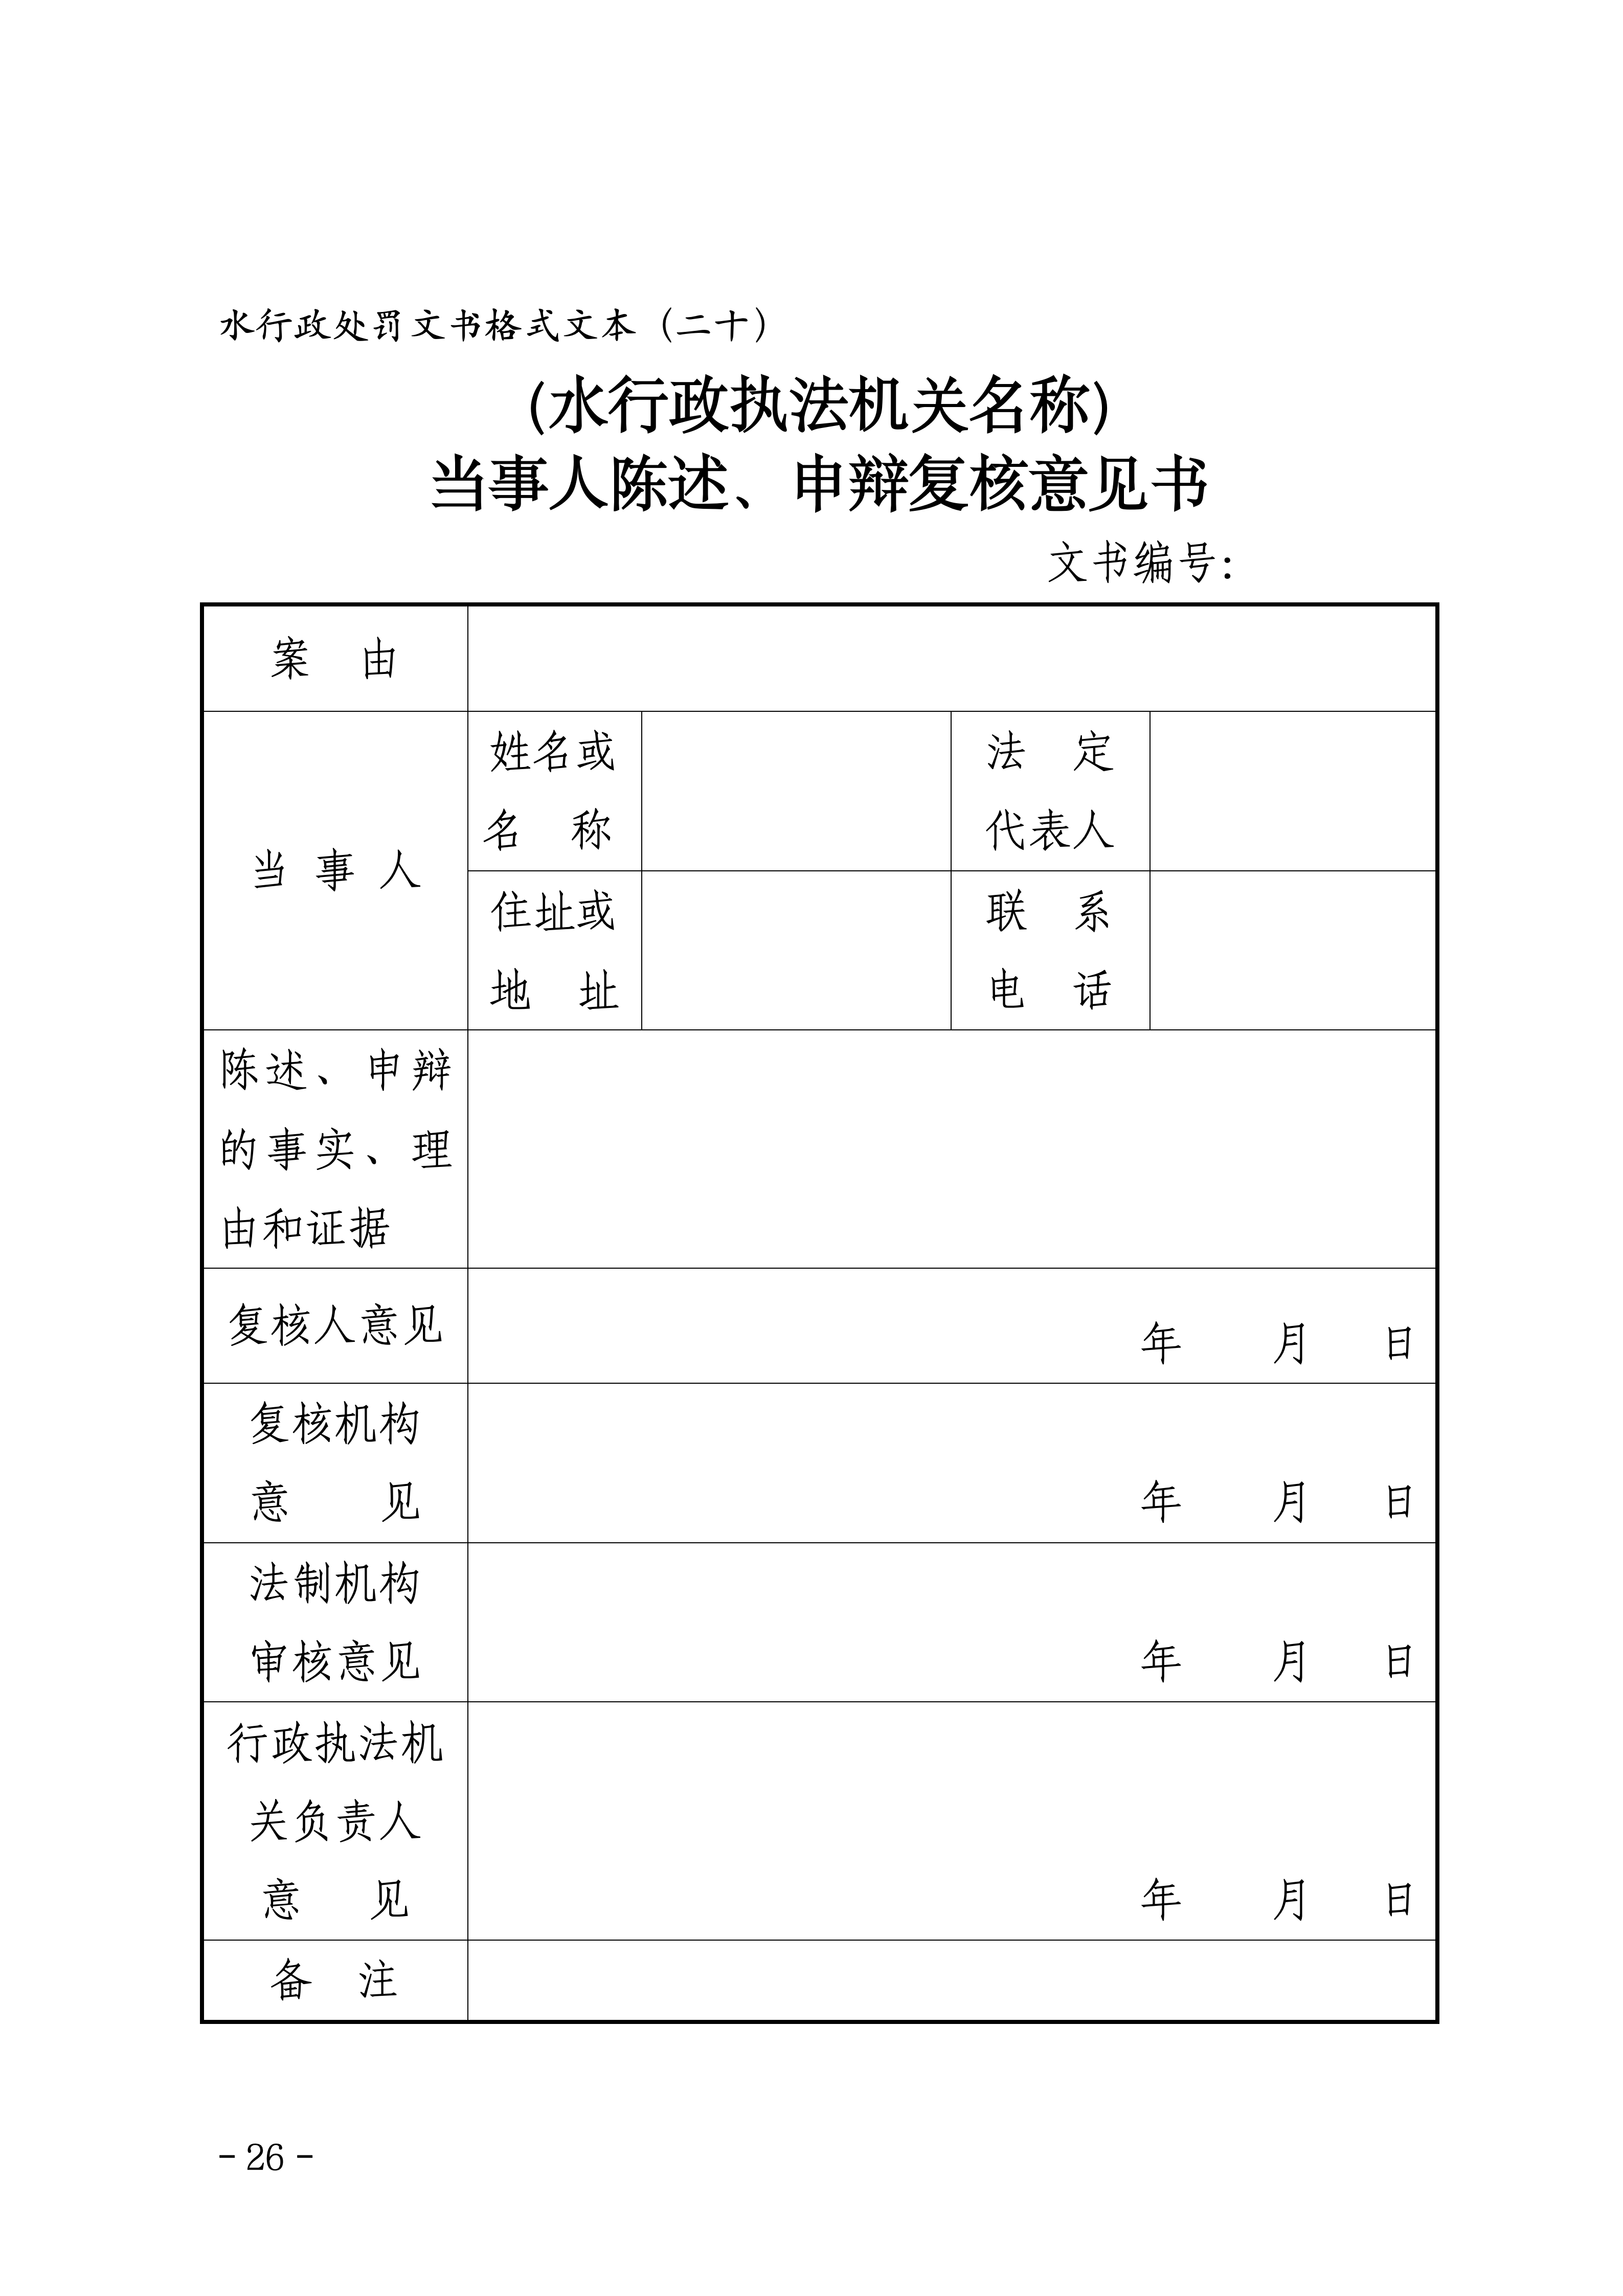 水行政处罚文书格式文本（二十）
（水行政执法机关名称）
当事人陈述、申辩复核意见书
文书编号：
案 由
当 事 人
姓名或
名 称
法 定
代表人
住址或
地 址
联 系
电 话
陈述、申辩
的事实、理
由和证据
复核人意见
年 月 日
复核机构
意 见
年 月 日
法制机构
审核意见
年 月 日
行政执法机
关负责人
意 见
年 月 日
备 注
- 26 -